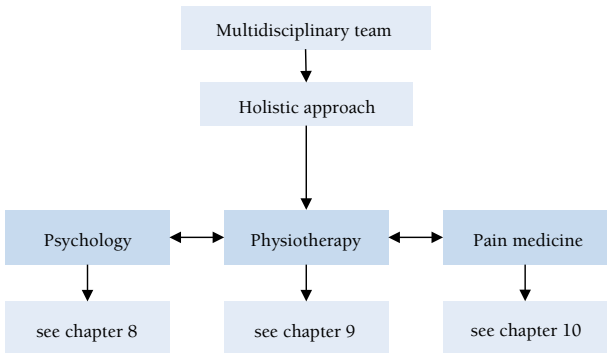 Multidisciplinary team
Holistic approach
Psychology
Physiotherapy
Pain medicine
see chapter 8
see chapter 9
see chapter 10